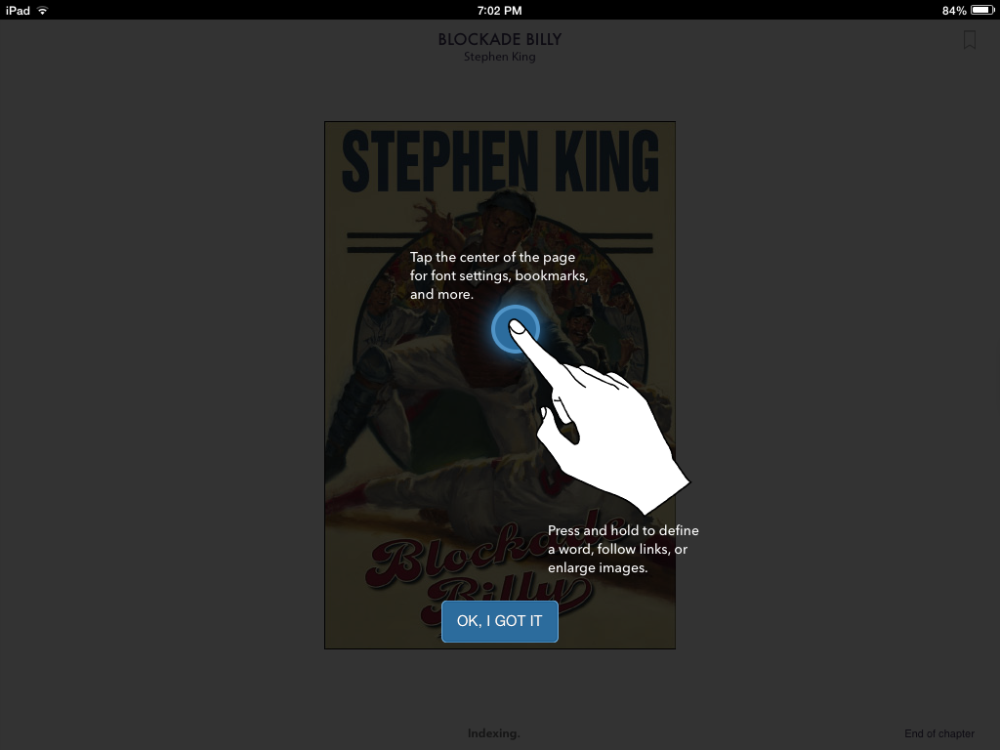 iPad 7:02 PM 84%
BLOCKADE BILLY
Stephen King
STEPHEN KING
Tap the center of the page
for font settings, bookmarks,
and more.
Press and hold to define
a word, follow links, or
enlarge images.
Blockade
Billy
OK, I GOT IT
Indexing.
End of chapter